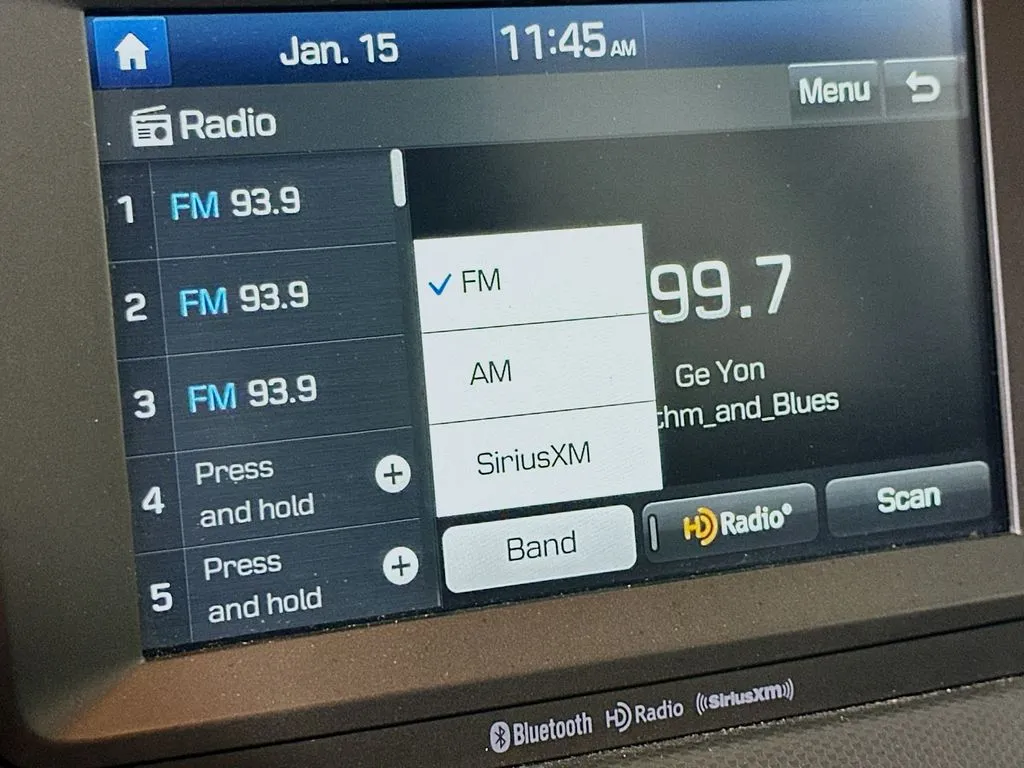 Jan. 15 11:45 AM
Radio
Menu
1 FM 93.9
2 FM 93.9
3 FM 93.9
4 Press
and hold
5 Press
and hold
FM
AM
SiriusXM
99.7
Ge Yon
thm_and_Blues
Band
HD Radio®
Scan
Bluetooth HD Radio SiriusXM